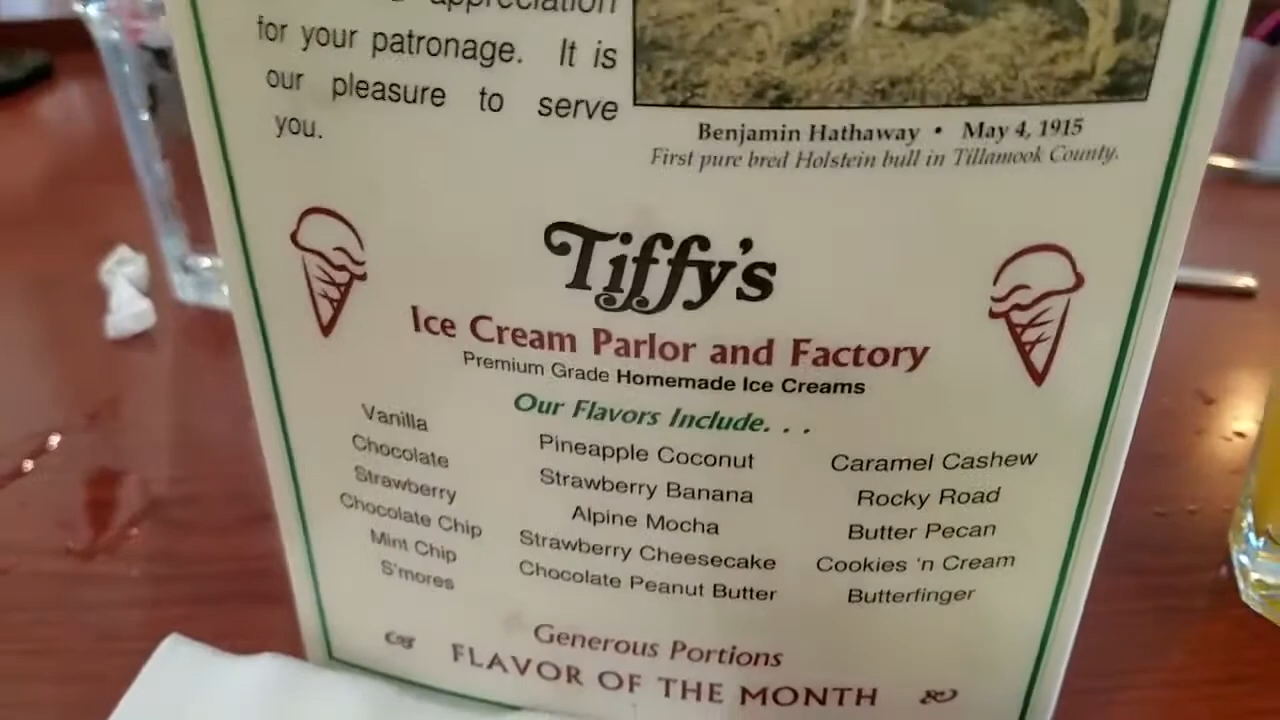 appreciation
for your patronage. It is
our pleasure to serve
you.
Benjamin Hathaway • May 4, 1915
First pure bred Holstein bull in Tillamook County.
Tiffy's
Ice Cream Parlor and Factory
Premium Grade Homemade Ice Creams
Our Flavors Include. . .
Vanilla
Chocolate
Strawberry
Chocolate Chip
Mint Chip
S'mores
Pineapple Coconut
Strawberry Banana
Alpine Mocha
Strawberry Cheesecake
Chocolate Peanut Butter
Caramel Cashew
Rocky Road
Butter Pecan
Cookies 'n Cream
Butterfinger
Generous Portions
FLAVOR OF THE MONTH